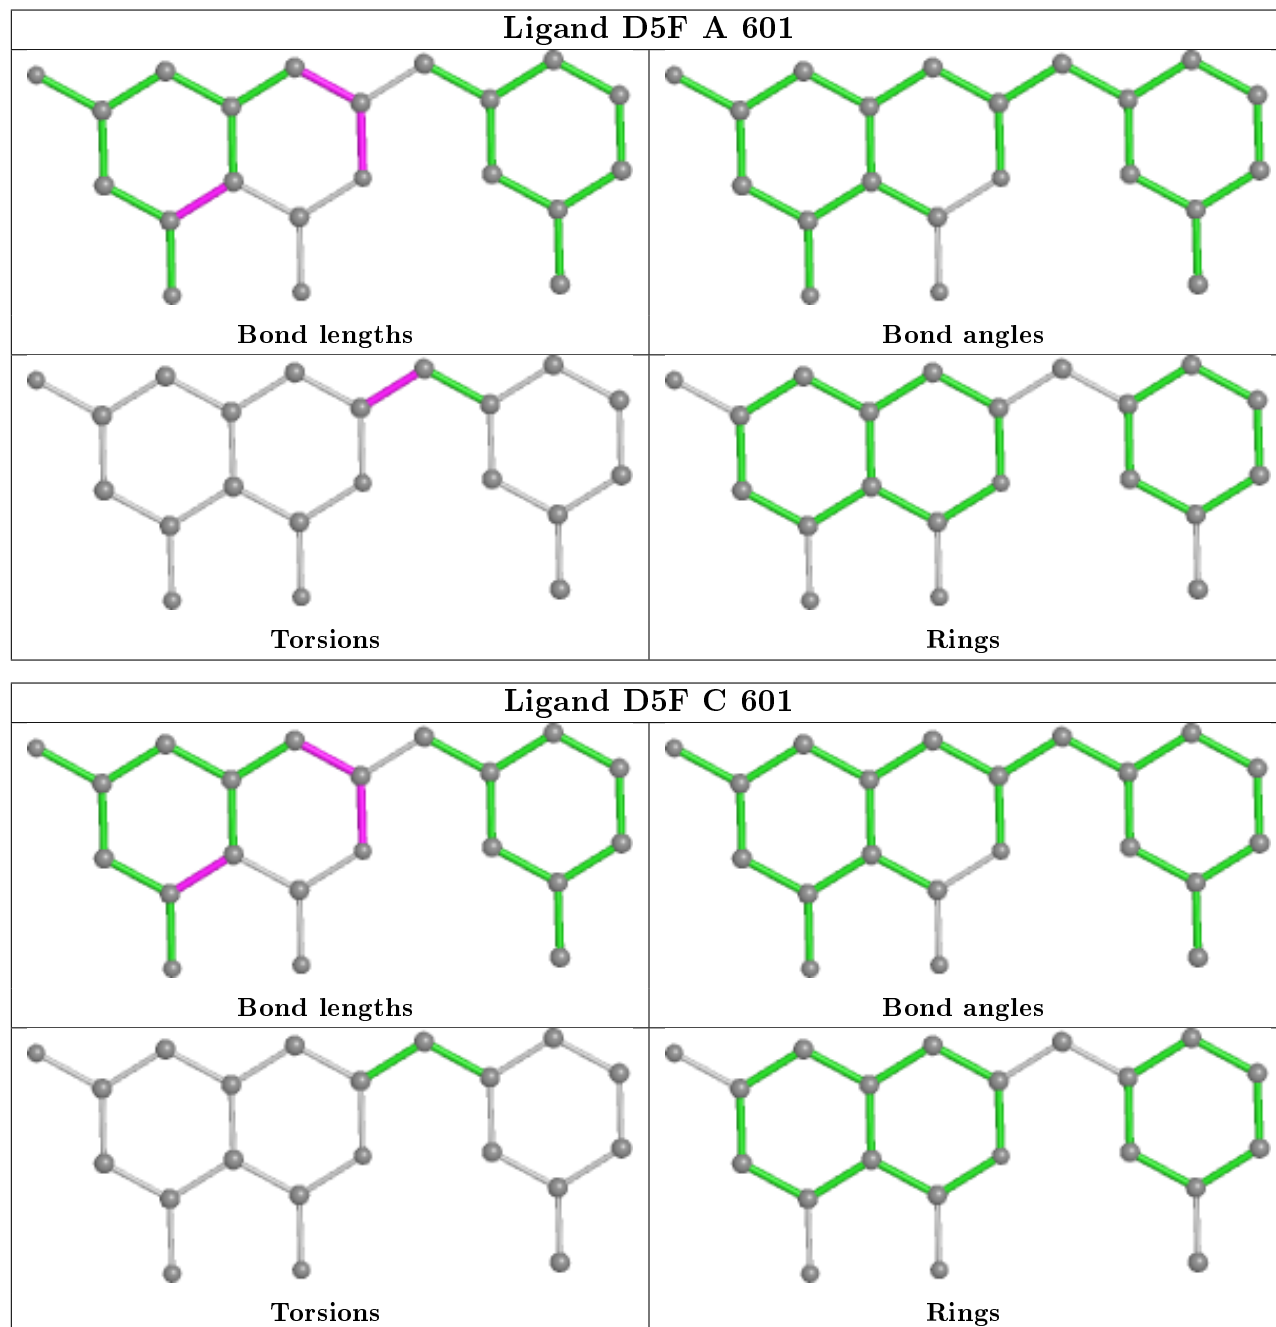 Ligand D5F A 601
Bond lengths
Bond angles
Torsions
Rings
Ligand D5F C 601
Bond lengths
Bond angles
Torsions
Rings